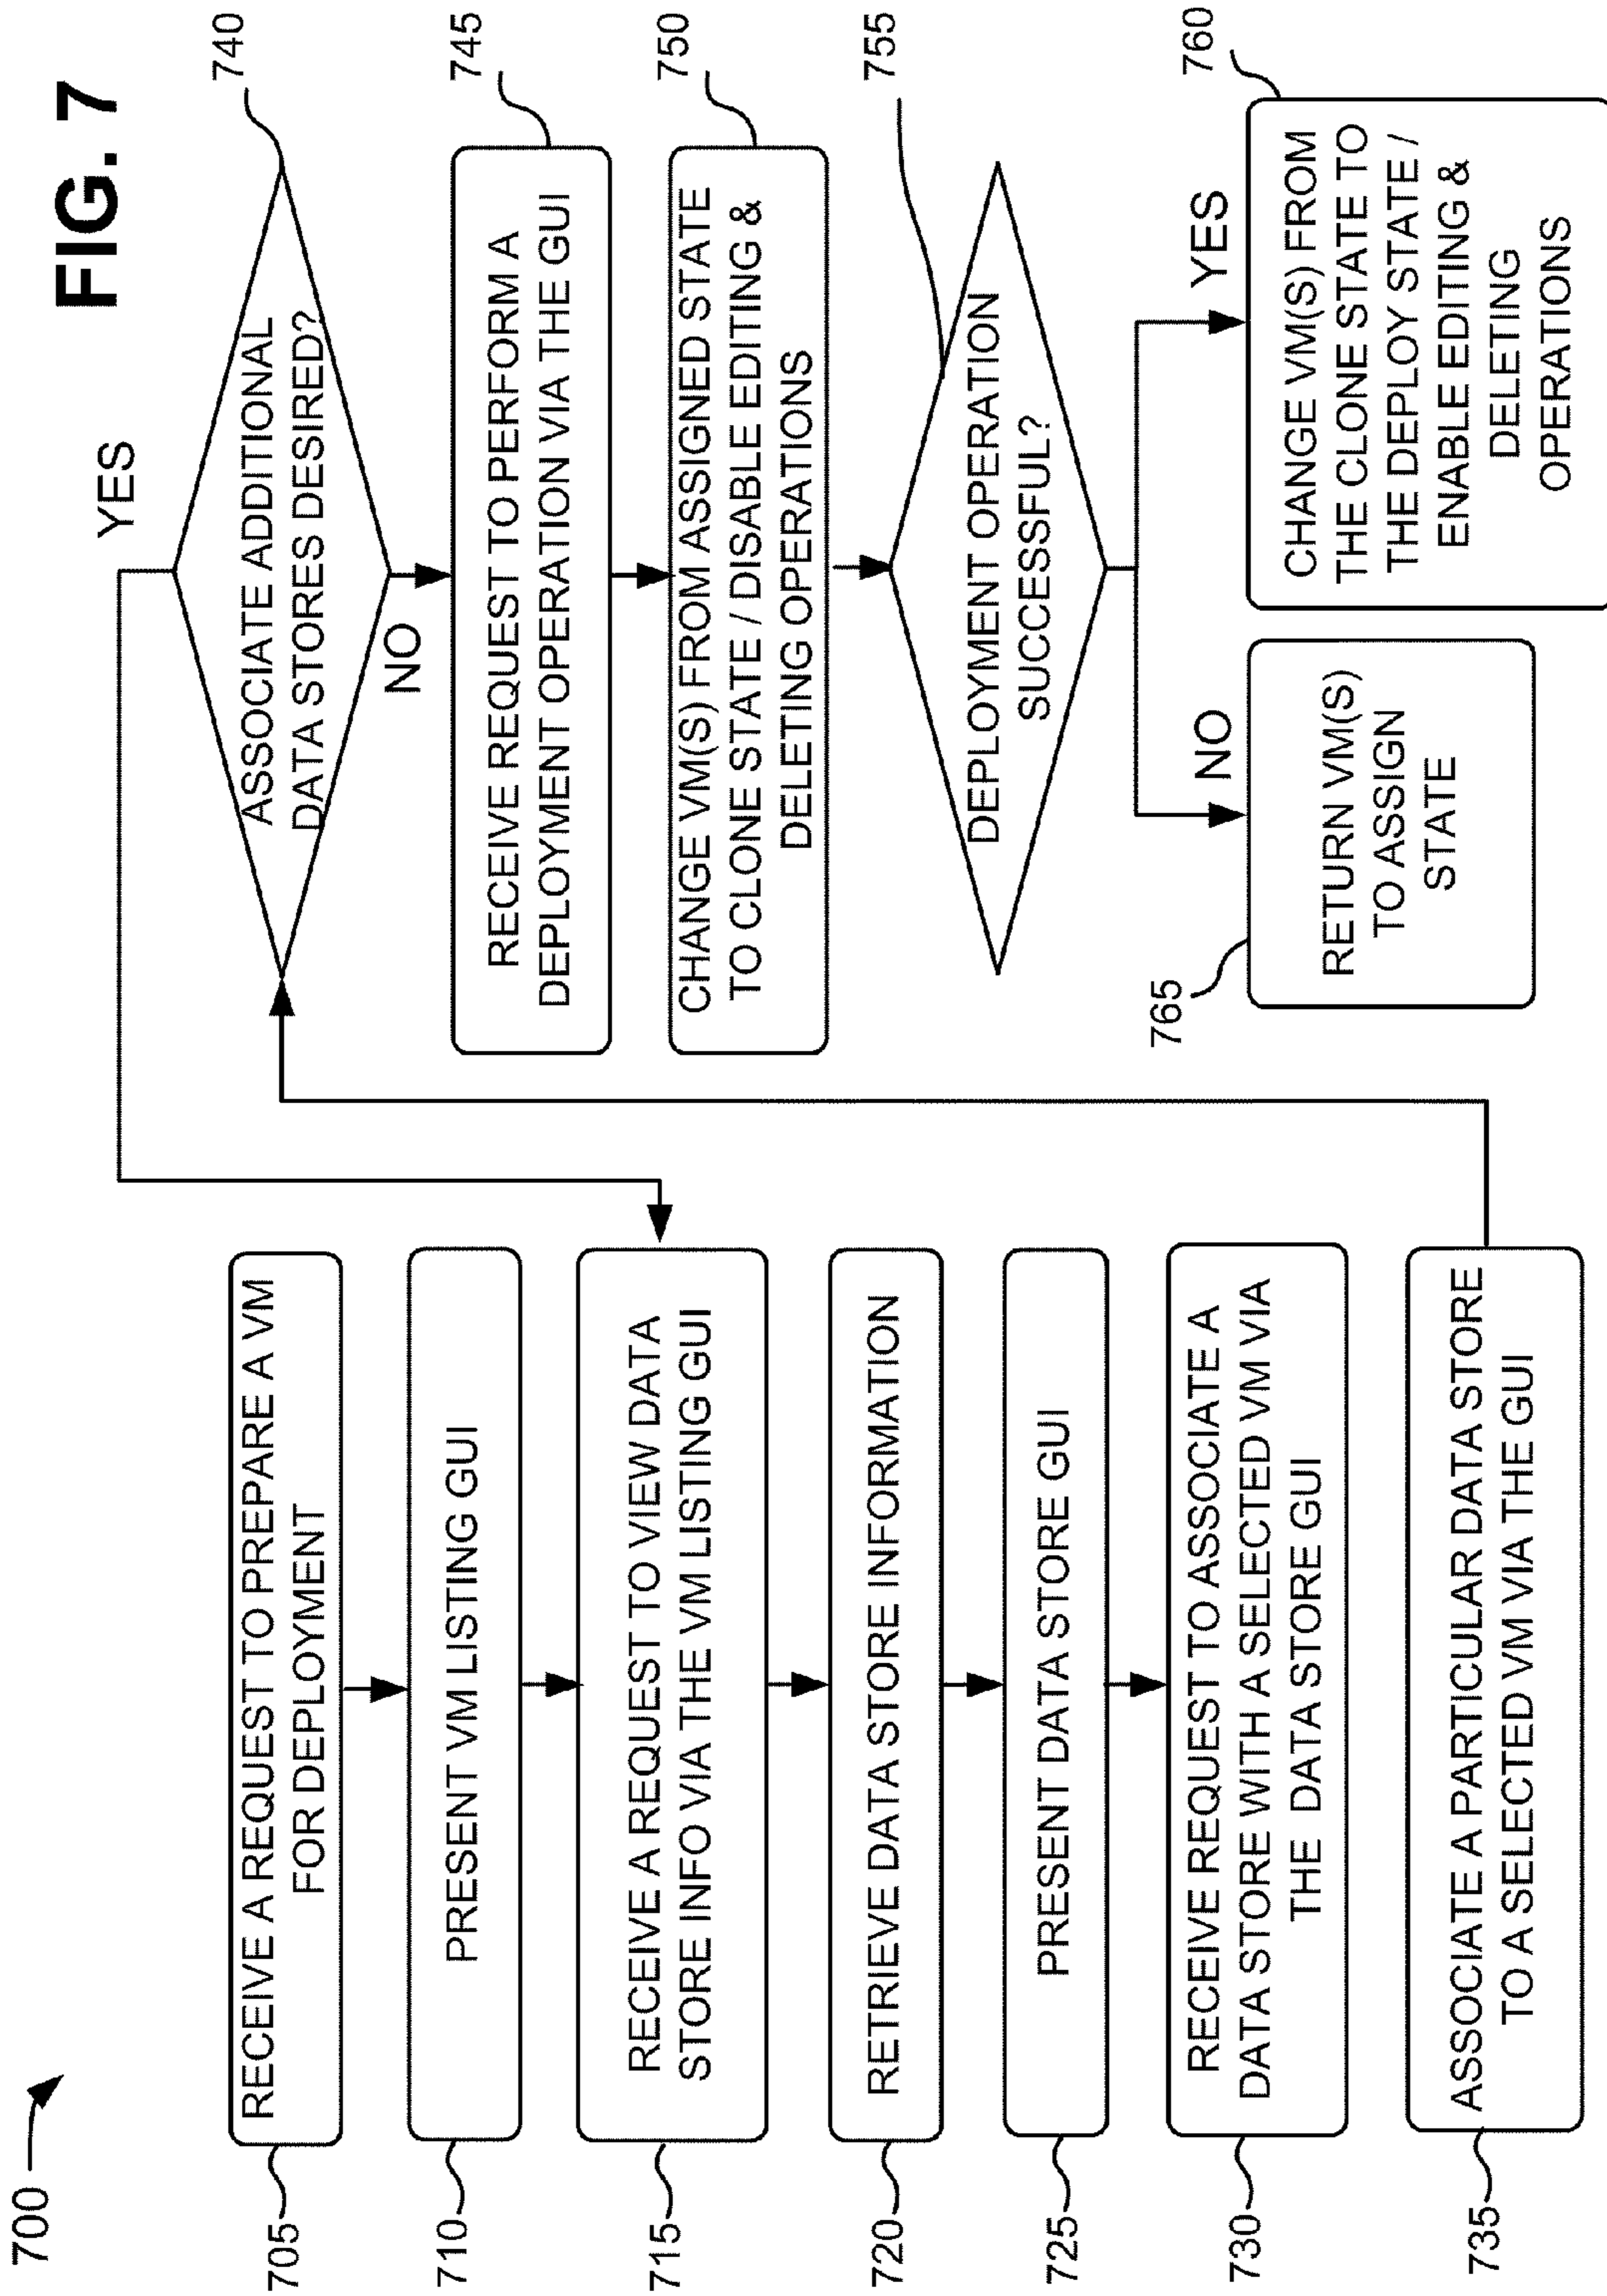 FIG. 7
700
705
RECEIVE A REQUEST TO PREPARE A VM
FOR DEPLOYMENT
710
PRESENT VM LISTING GUI
715
RECEIVE A REQUEST TO VIEW DATA
STORE INFO VIA THE VM LISTING GUI
720
RETRIEVE DATA STORE INFORMATION
725
PRESENT DATA STORE GUI
730
RECEIVE REQUEST TO ASSOCIATE A
DATA STORE WITH A SELECTED VM VIA
THE DATA STORE GUI
735
ASSOCIATE A PARTICULAR DATA STORE
TO A SELECTED VM VIA THE GUI
YES
740
ASSOCIATE ADDITIONAL
DATA STORES DESIRED?
NO
745
RECEIVE REQUEST TO PERFORM A
DEPLOYMENT OPERATION VIA THE GUI
750
CHANGE VM(S) FROM ASSIGNED STATE
TO CLONE STATE / DISABLE EDITING &
DELETING OPERATIONS
755
DEPLOYMENT OPERATION
SUCCESSFUL?
NO
YES
765
RETURN VM(S)
TO ASSIGN
STATE
760
CHANGE VM(S) FROM
THE CLONE STATE TO
THE DEPLOY STATE /
ENABLE EDITING &
DELETING
OPERATIONS